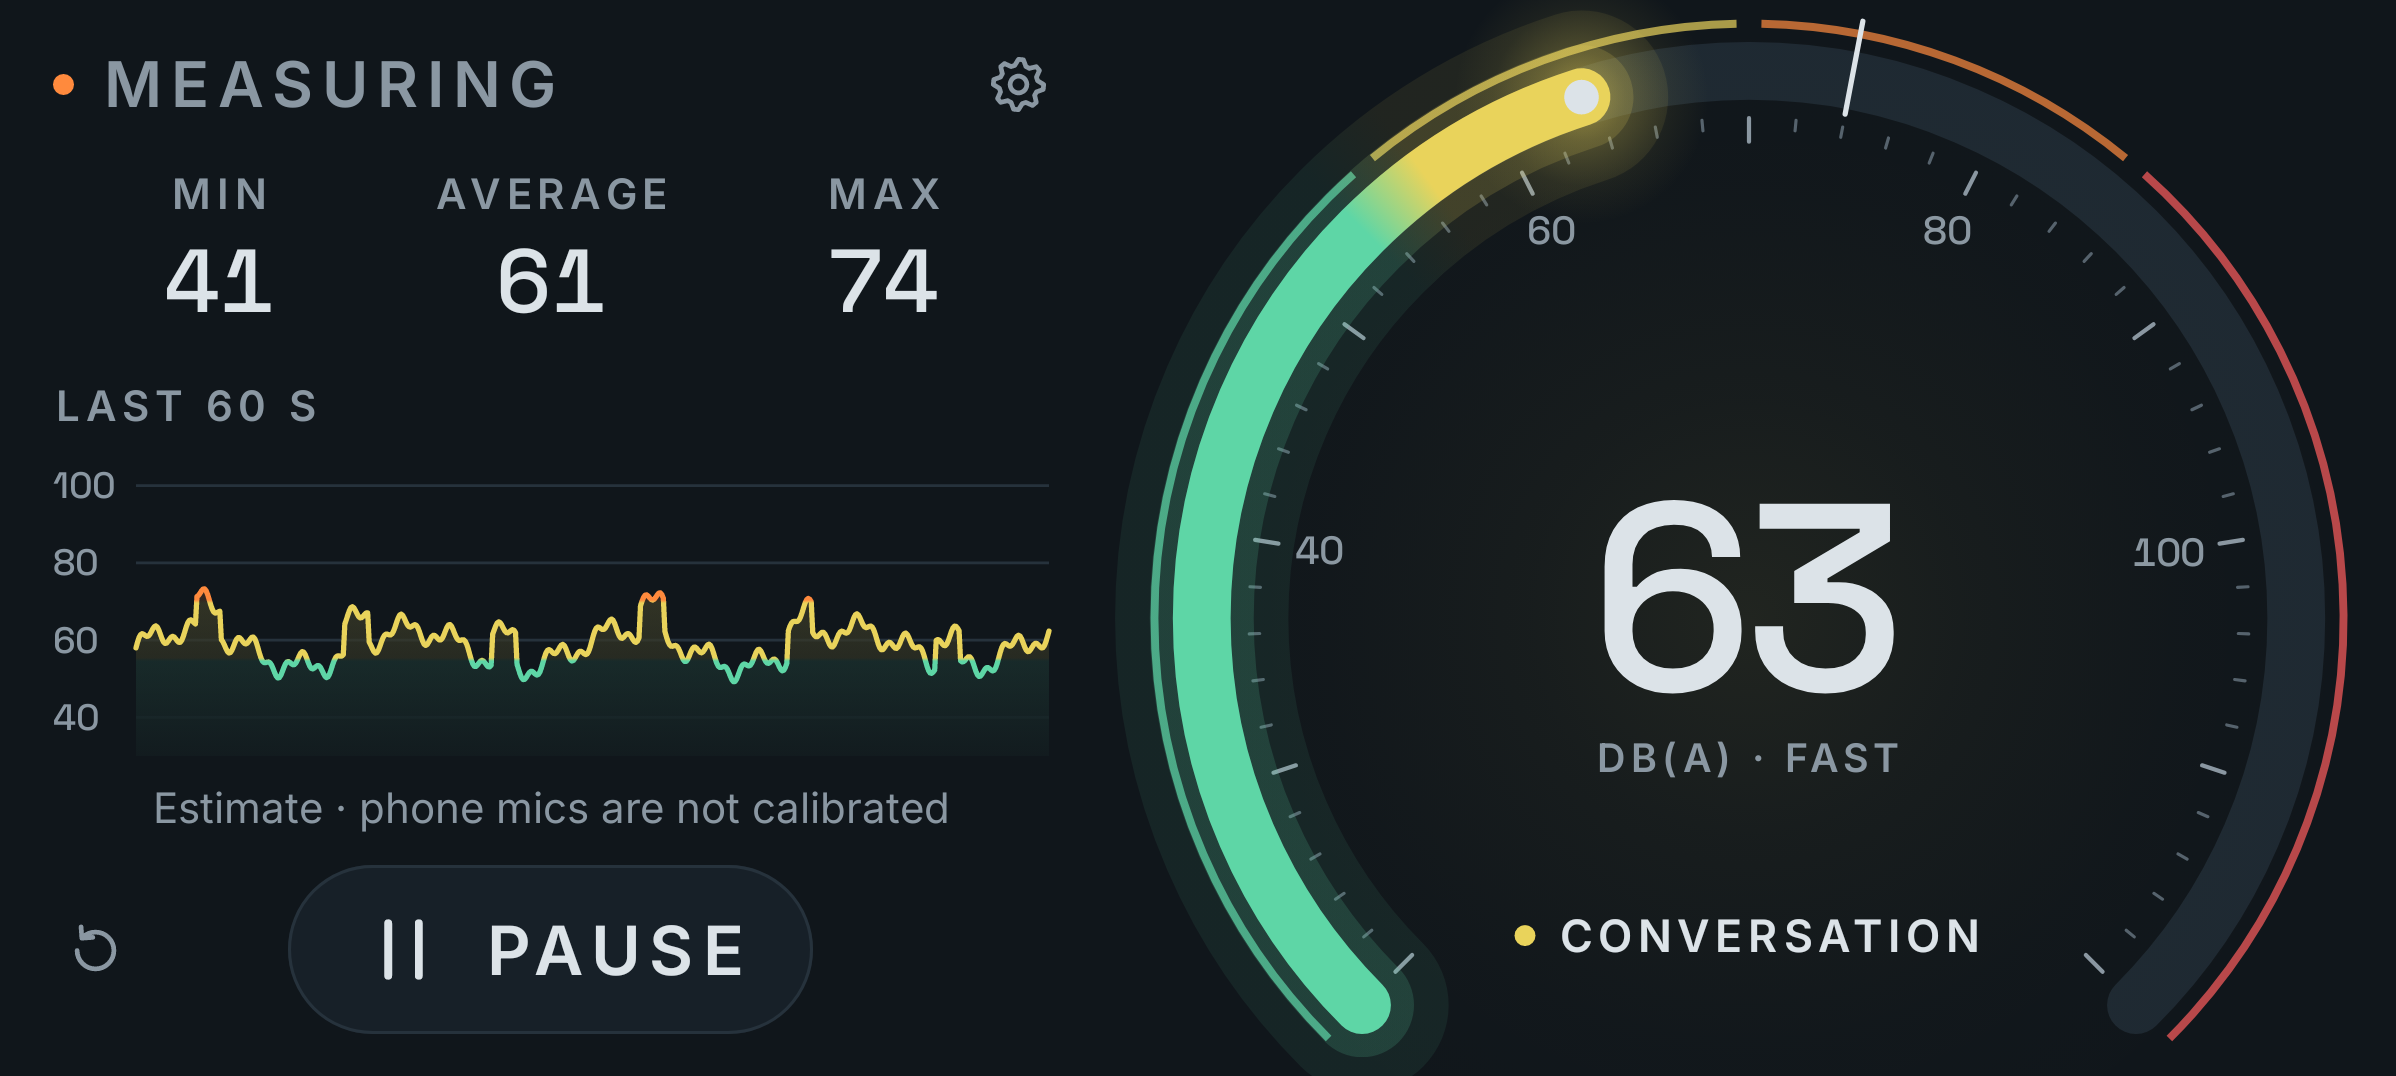 MEASURING
MIN AVERAGE MAX
41 61 74
LAST 60 S
100
80
60
40
Estimate · phone mics are not calibrated
PAUSE
60 80
40 100
63
DB(A) · FAST
CONVERSATION